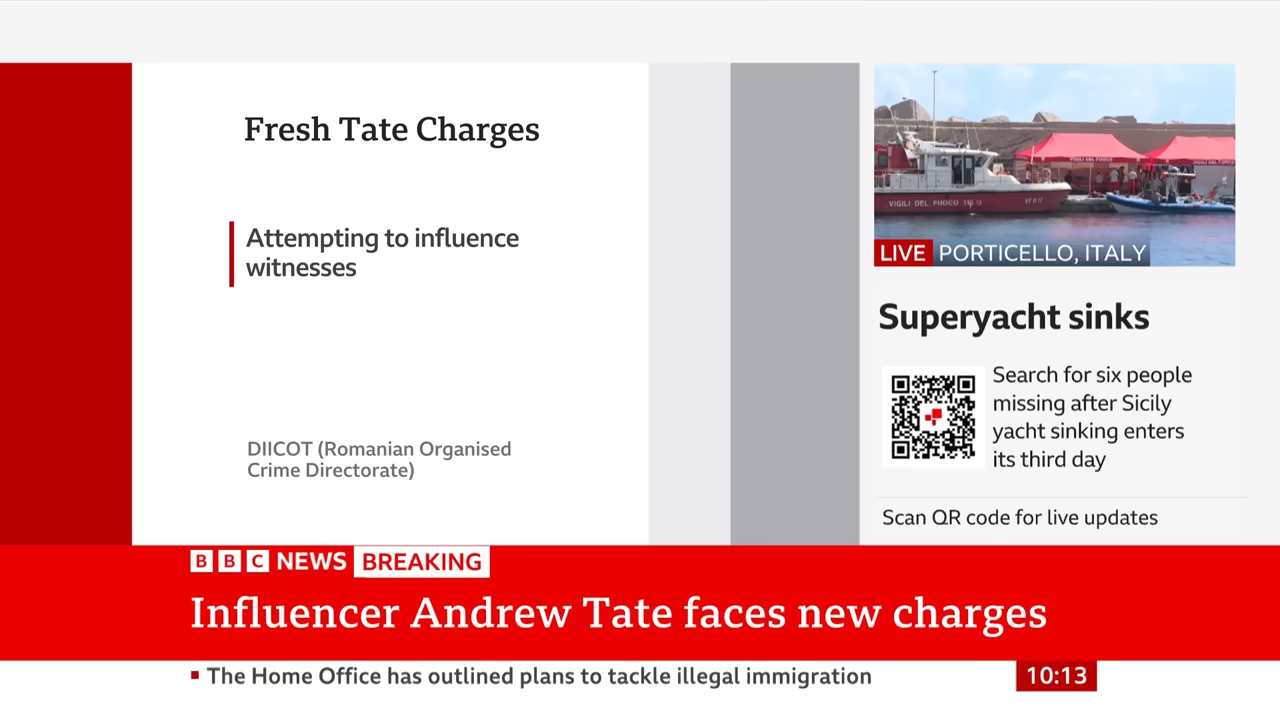 Fresh Tate Charges
Attempting to influence
witnesses
DIICOT (Romanian Organised
Crime Directorate)
VIGILI DEL FUOCO
VIGILI DEL FUOCO
LIVE PORTICELLO, ITALY
Superyacht sinks
Search for six people
missing after Sicily
yacht sinking enters
its third day
Scan QR code for live updates
BBC NEWS BREAKING
Influencer Andrew Tate faces new charges
The Home Office has outlined plans to tackle illegal immigration
10:13